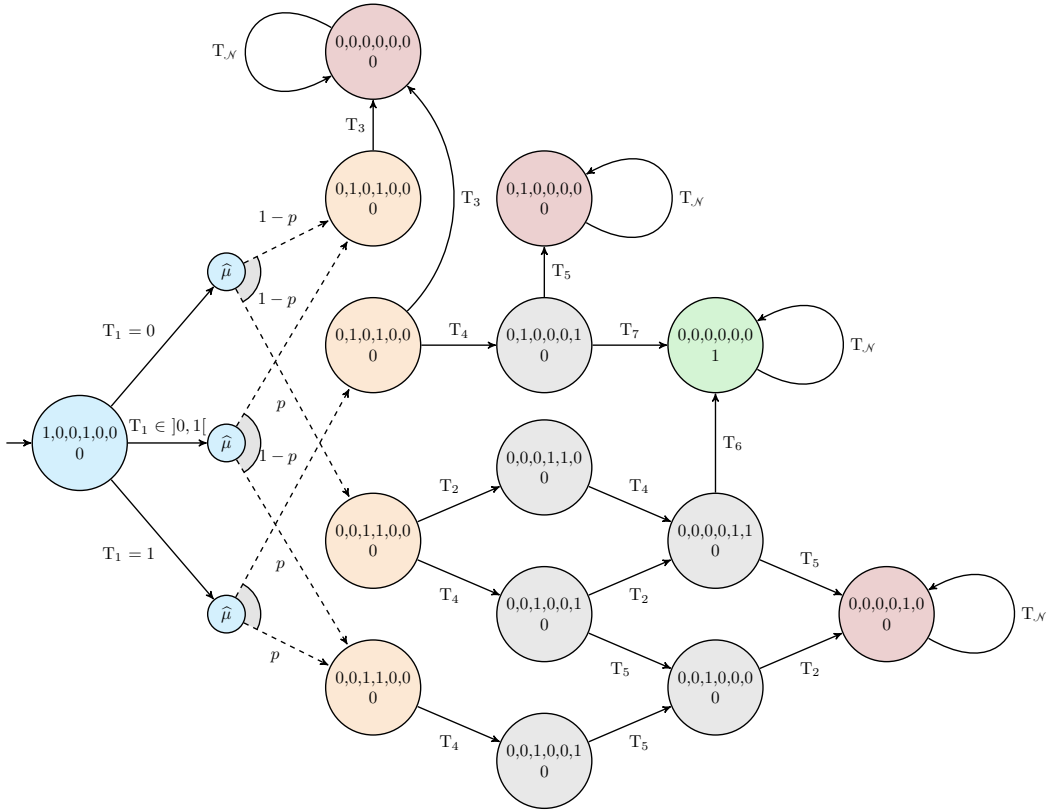 0,0,0,0,0,0
0
T𝒩
T₃
0,1,0,1,0,0
0
0,1,0,0,0,0
0
T𝒩
1 − p
T₃
μ̂
1 − p
T₅
T₁ = 0
0,1,0,1,0,0
0
T₄
0,1,0,0,0,1
0
T₇
0,0,0,0,0,0
1
T𝒩
p
1,0,0,1,0,0
0
T₁ ∈ ]0, 1[
μ̂
1 − p
T₆
T₂
0,0,0,1,1,0
0
T₄
0,0,1,1,0,0
0
0,0,0,0,1,1
0
T₁ = 1
p
T₅
T₄
T₂
μ̂
0,0,1,0,0,1
0
0,0,0,0,1,0
0
T𝒩
p
T₅
T₂
0,0,1,1,0,0
0
0,0,1,0,0,0
0
T₄
T₅
0,0,1,0,0,1
0